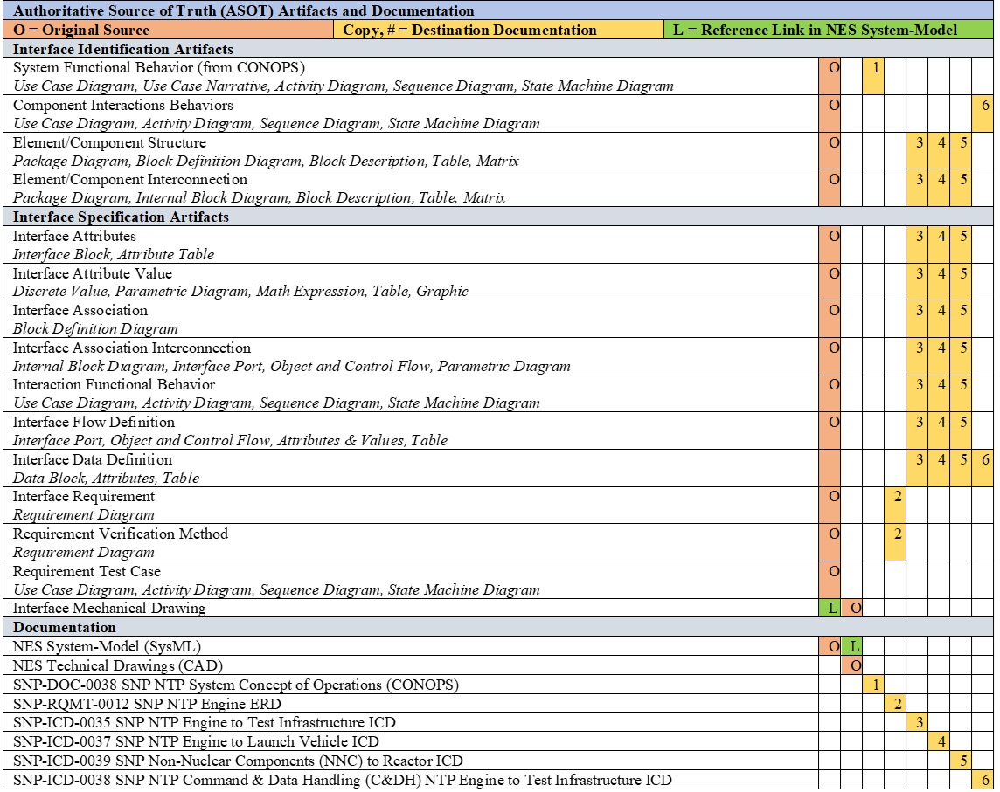 Authoritative Source of Truth (ASOT) Artifacts and Documentation
O = Original Source Copy, # = Destination Documentation L = Reference Link in NES System-Model
Interface Identification Artifacts
System Functional Behavior (from CONOPS) O 1
Use Case Diagram, Use Case Narrative, Activity Diagram, Sequence Diagram, State Machine Diagram
Component Interactions Behaviors O 6
Use Case Diagram, Activity Diagram, Sequence Diagram, State Machine Diagram
Element/Component Structure O 3 4 5
Package Diagram, Block Definition Diagram, Block Description, Table, Matrix
Element/Component Interconnection O 3 4 5
Package Diagram, Internal Block Diagram, Block Description, Table, Matrix
Interface Specification Artifacts
Interface Attributes O 3 4 5
Interface Block, Attribute Table
Interface Attribute Value O 3 4 5
Discrete Value, Parametric Diagram, Math Expression, Table, Graphic
Interface Association O 3 4 5
Block Definition Diagram
Interface Association Interconnection O 3 4 5
Internal Block Diagram, Interface Port, Object and Control Flow, Parametric Diagram
Interaction Functional Behavior O 3 4 5
Use Case Diagram, Activity Diagram, Sequence Diagram, State Machine Diagram
Interface Flow Definition O 3 4 5
Interface Port, Object and Control Flow, Attributes & Values, Table
Interface Data Definition 3 4 5 6
Data Block, Attributes, Table
Interface Requirement O 2
Requirement Diagram
Requirement Verification Method O 2
Requirement Diagram
Requirement Test Case O
Use Case Diagram, Activity Diagram, Sequence Diagram, State Machine Diagram
Interface Mechanical Drawing L O
Documentation
NES System-Model (SysML) O L
NES Technical Drawings (CAD) O
SNP-DOC-0038 SNP NTP System Concept of Operations (CONOPS) 1
SNP-RQMT-0012 SNP NTP Engine ERD 2
SNP-ICD-0035 SNP NTP Engine to Test Infrastructure ICD 3
SNP-ICD-0037 SNP NTP Engine to Launch Vehicle ICD 4
SNP-ICD-0039 SNP Non-Nuclear Components (NNC) to Reactor ICD 5
SNP-ICD-0038 SNP NTP Command & Data Handling (C&DH) NTP Engine to Test Infrastructure ICD 6